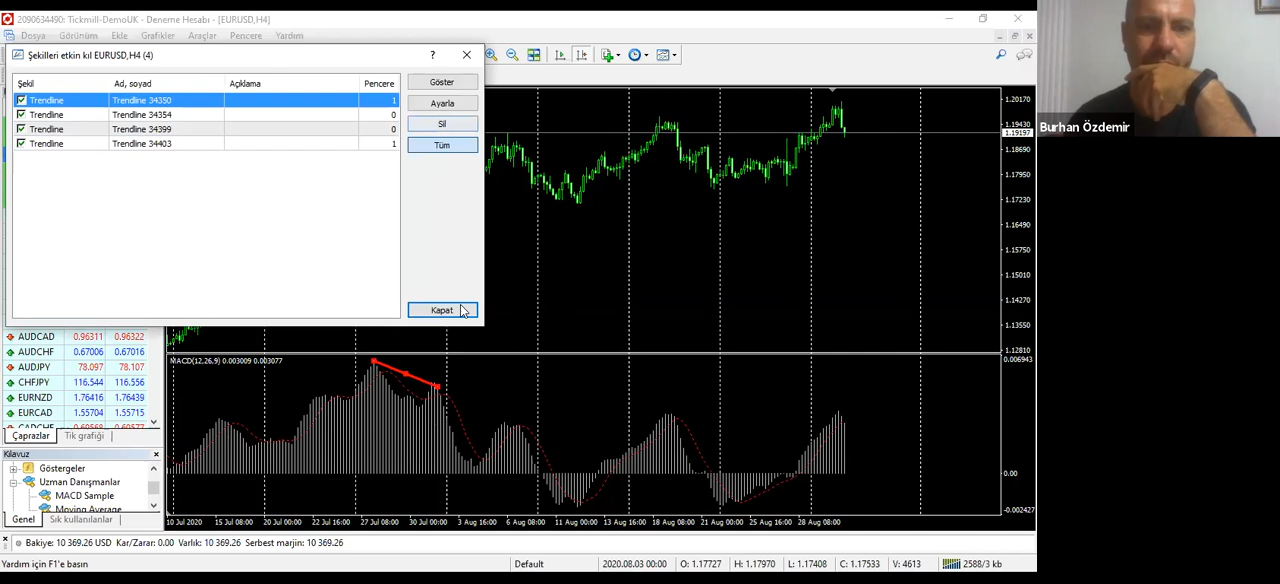 2090634490: Tickmill-DemoUK - Deneme Hesabı - [EURUSD,H4]
Dosya Görünüm Ekle Grafikler Araçlar Pencere Yardım
Şekilleri etkin kıl EURUSD,H4 (4)
?
Şekil Ad, soyad Açıklama Pencere
Trendline Trendline 34350 1
Trendline Trendline 34354 0
Trendline Trendline 34399 0
Trendline Trendline 34403 1
Göster
Ayarla
Sil
Tüm
Kapat
Burhan Özdemir
1.20170
1.19430
1.19197
1.18690
1.17950
1.17230
1.16490
1.15750
1.15010
1.14270
1.13550
1.12810
AUDCAD 0.96311 0.96322
AUDCHF 0.67006 0.67016
AUDJPY 78.097 78.107
CHFJPY 116.544 116.556
EURNZD 1.76416 1.76439
EURCAD 1.55704 1.55715
Çaprazlar Tik grafiği
MACD(12,26,9) 0.003009 0.003077
0.006943
0.00
-0.002427
Kılavuz
Göstergeler
Uzman Danışmanlar
MACD Sample
Moving Average
Genel Sık kullanılanlar
10 Jul 2020 15 Jul 08:00 20 Jul 00:00 22 Jul 16:00 27 Jul 08:00 30 Jul 00:00 3 Aug 16:00 6 Aug 08:00 11 Aug 00:00 13 Aug 16:00 18 Aug 08:00 21 Aug 00:00 25 Aug 16:00 28 Aug 08:00
Bakiye: 10 369.26 USD Kar/Zarar: 0.00 Varlık: 10 369.26 Serbest marjin: 10 369.26
Yardım için F1'e basın Default 2020.08.03 00:00 O: 1.17727 H: 1.17970 L: 1.17408 C: 1.17533 V: 4613 2588/3 kb